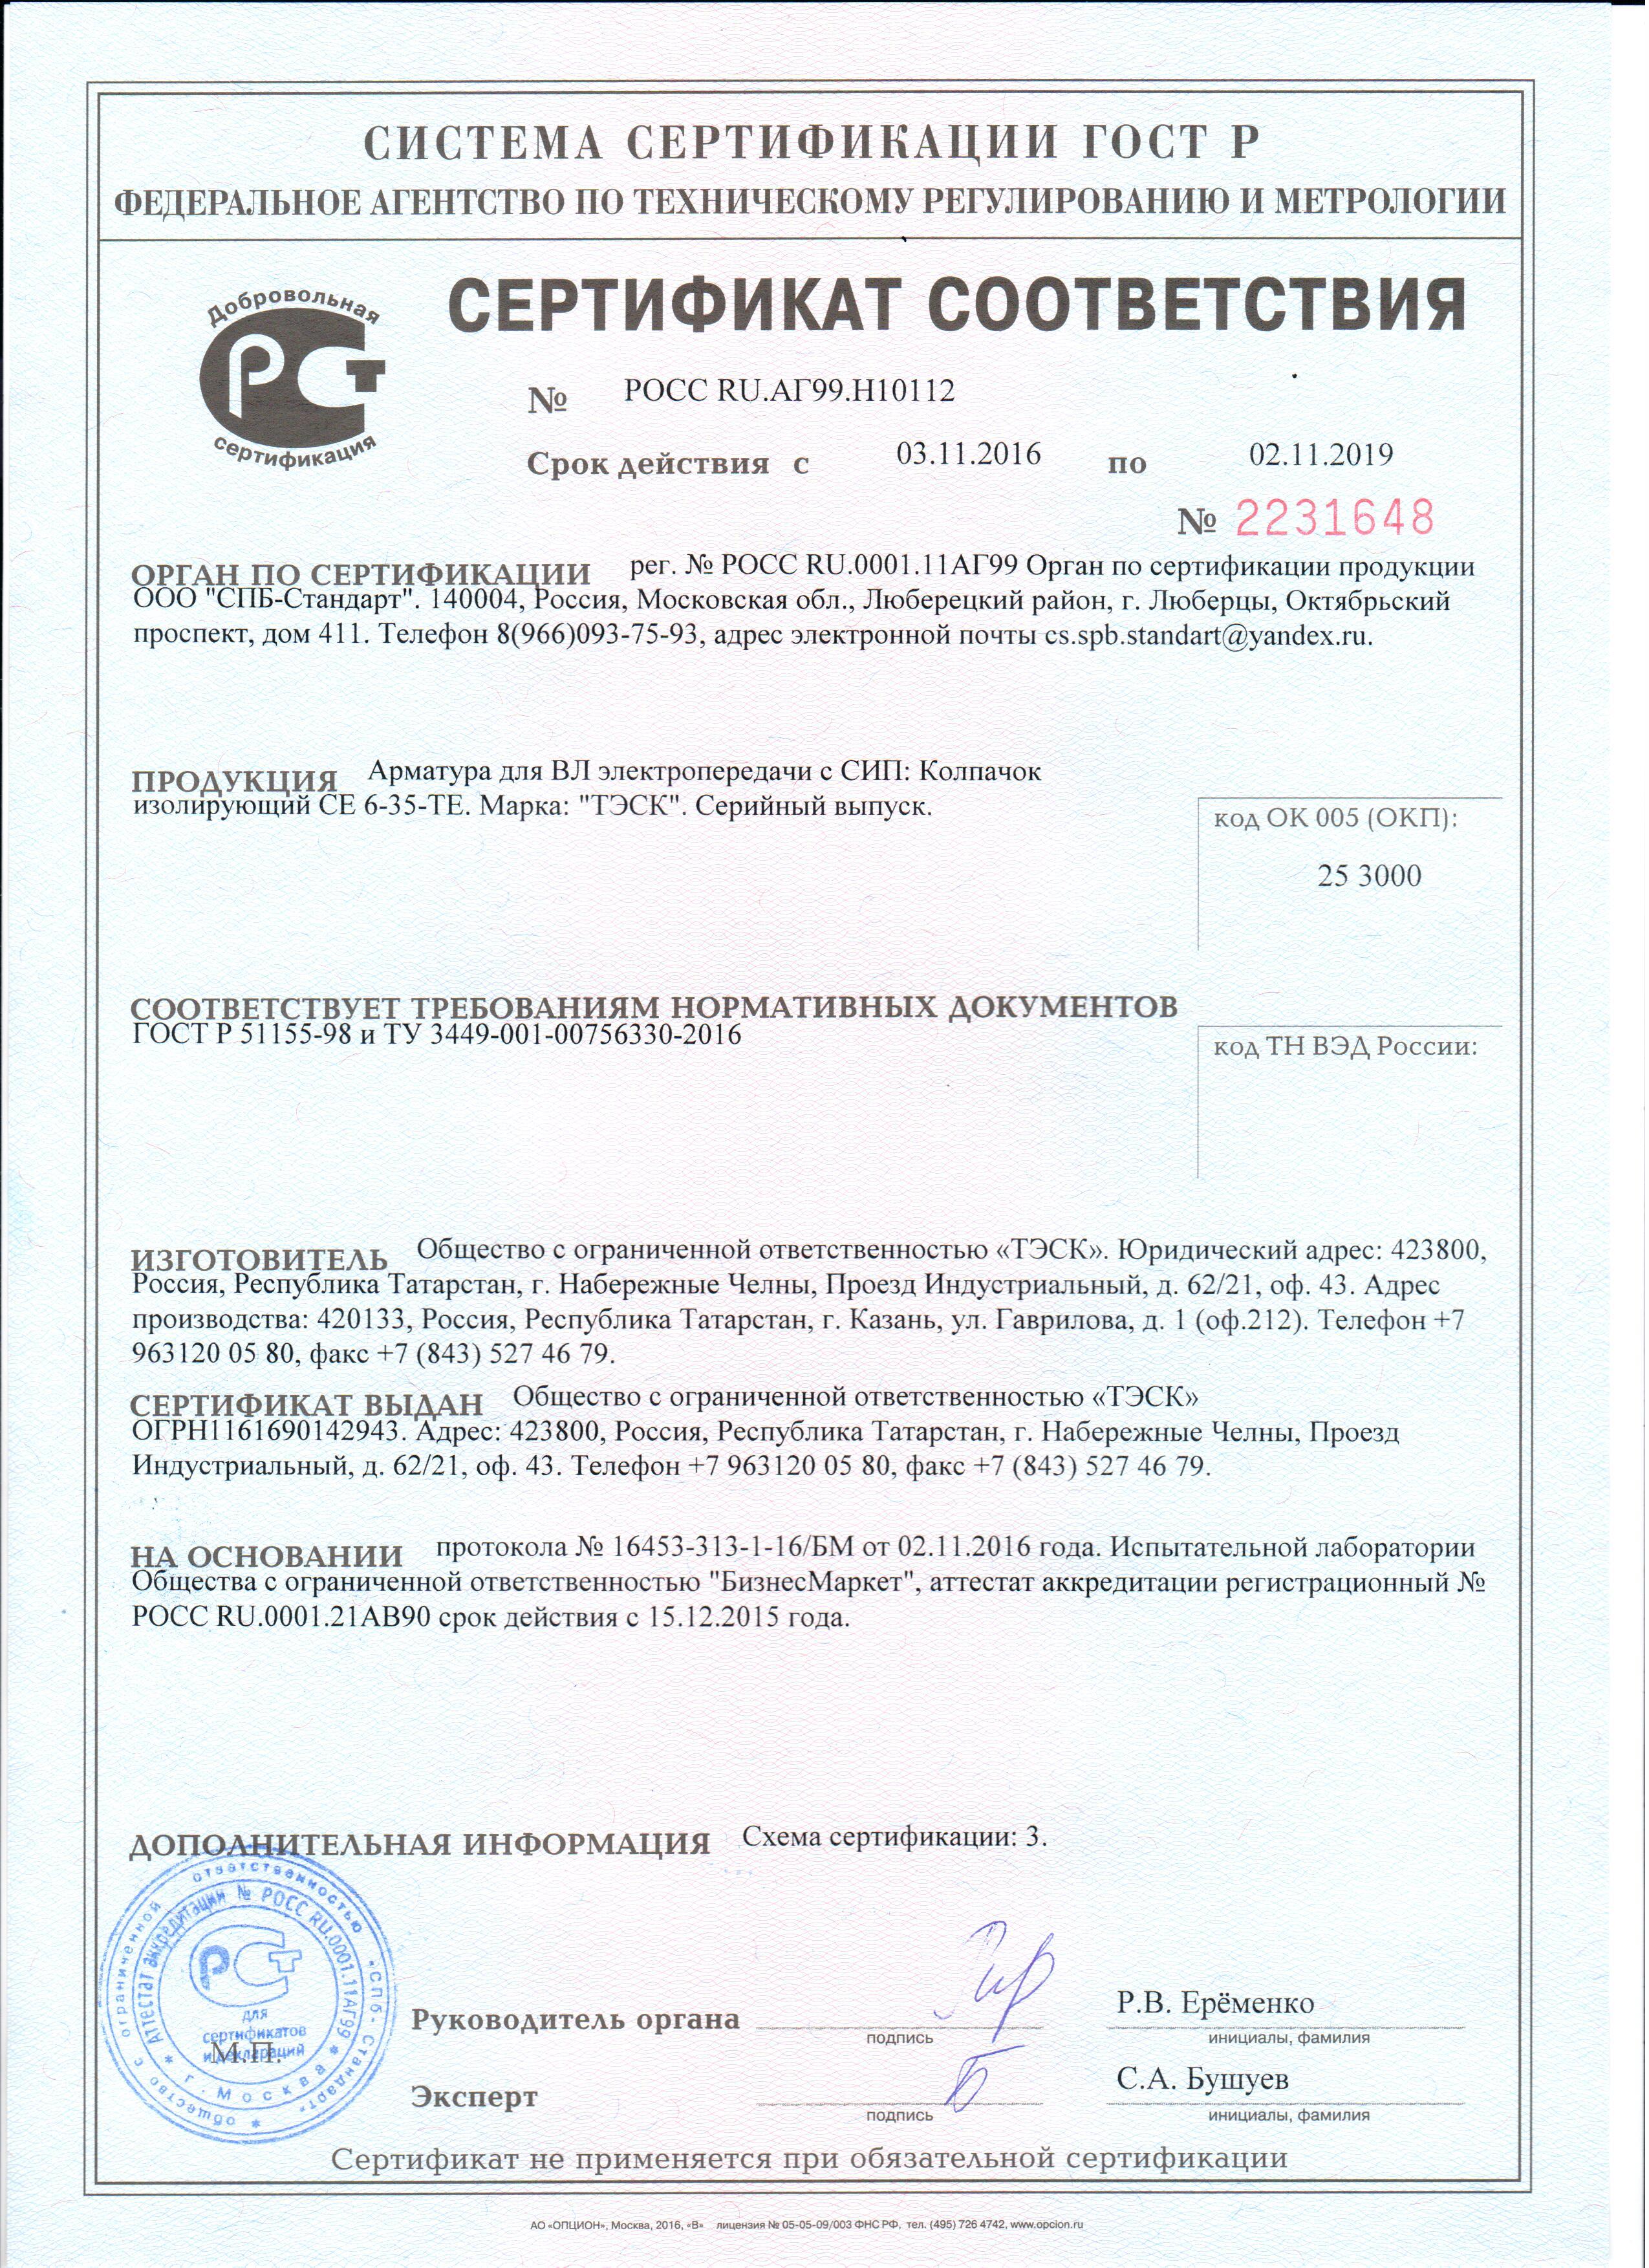 СИСТЕМА СЕРТИФИКАЦИИ ГОСТ Р
ФЕДЕРАЛЬНОЕ АГЕНТСТВО ПО ТЕХНИЧЕСКОМУ РЕГУЛИРОВАНИЮ И МЕТРОЛОГИИ
Добровольная
РСТ
сертификация
СЕРТИФИКАТ СООТВЕТСТВИЯ
№ РОСС RU.АГ99.Н10112
Срок действия с 03.11.2016 по 02.11.2019
№ 2231648
ОРГАН ПО СЕРТИФИКАЦИИ рег. № РОСС RU.0001.11АГ99 Орган по сертификации продукции
ООО "СПБ-Стандарт". 140004, Россия, Московская обл., Люберецкий район, г. Люберцы, Октябрьский
проспект, дом 411. Телефон 8(966)093-75-93, адрес электронной почты cs.spb.standart@yandex.ru.
ПРОДУКЦИЯ Арматура для ВЛ электропередачи с СИП: Колпачок
изолирующий СЕ 6-35-ТЕ. Марка: "ТЭСК". Серийный выпуск.
код ОК 005 (ОКП):
25 3000
СООТВЕТСТВУЕТ ТРЕБОВАНИЯМ НОРМАТИВНЫХ ДОКУМЕНТОВ
ГОСТ Р 51155-98 и ТУ 3449-001-00756330-2016
код ТН ВЭД России:
ИЗГОТОВИТЕЛЬ Общество с ограниченной ответственностью «ТЭСК». Юридический адрес: 423800,
Россия, Республика Татарстан, г. Набережные Челны, Проезд Индустриальный, д. 62/21, оф. 43. Адрес
производства: 420133, Россия, Республика Татарстан, г. Казань, ул. Гаврилова, д. 1 (оф.212). Телефон +7
963120 05 80, факс +7 (843) 527 46 79.
СЕРТИФИКАТ ВЫДАН Общество с ограниченной ответственностью «ТЭСК»
ОГРН1161690142943. Адрес: 423800, Россия, Республика Татарстан, г. Набережные Челны, Проезд
Индустриальный, д. 62/21, оф. 43. Телефон +7 963120 05 80, факс +7 (843) 527 46 79.
НА ОСНОВАНИИ протокола № 16453-313-1-16/БМ от 02.11.2016 года. Испытательной лаборатории
Общества с ограниченной ответственностью "БизнесМаркет", аттестат аккредитации регистрационный №
РОСС RU.0001.21АВ90 срок действия с 15.12.2015 года.
ДОПОЛНИТЕЛЬНАЯ ИНФОРМАЦИЯ Схема сертификации: 3.
общество с ограниченной ответственностью «СПб-Стандарт»
Аттестат аккредитации № РОСС RU.0001.11АГ99
г. Москва
РСТ
для
сертификатов
и деклараций
М.П.
Руководитель органа
подпись
Р.В. Ерёменко
инициалы, фамилия
Эксперт
подпись
С.А. Бушуев
инициалы, фамилия
Сертификат не применяется при обязательной сертификации
АО «ОПЦИОН», Москва, 2016, «В» лицензия № 05-05-09/003 ФНС РФ, тел. (495) 726 4742, www.opcion.ru